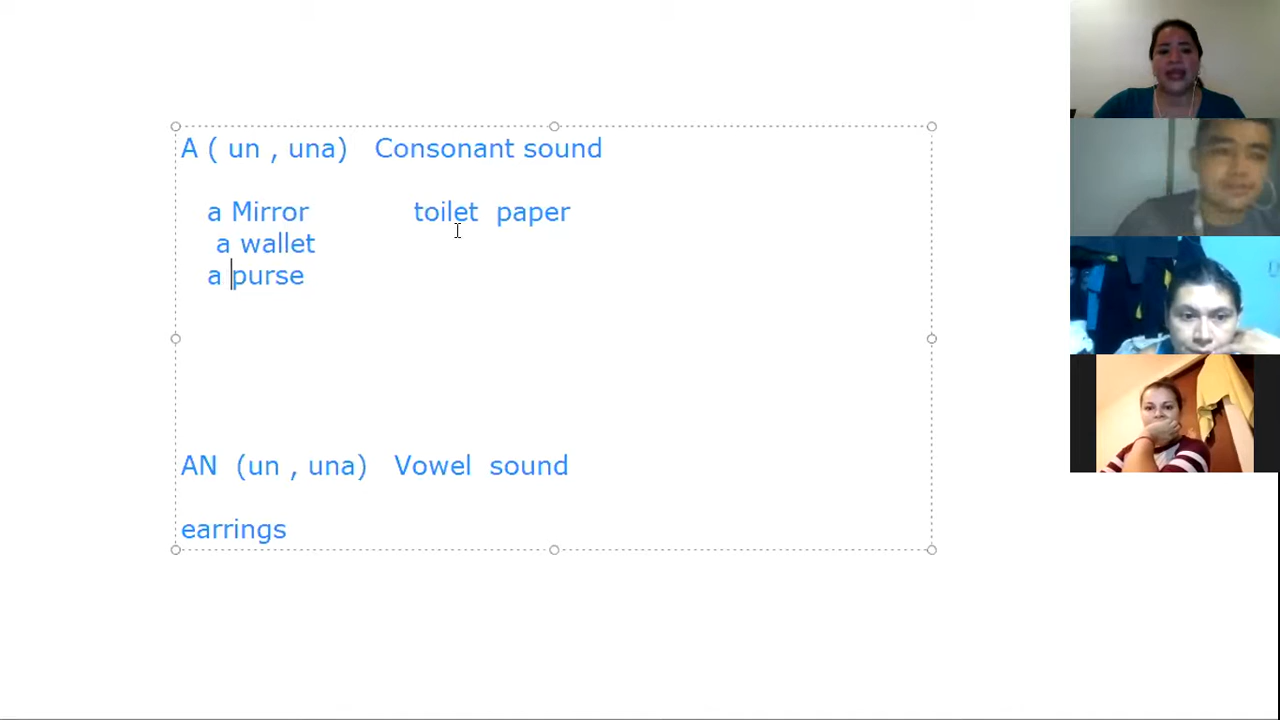 A ( un , una) Consonant sound
a Mirror toilet paper
a wallet
a purse
AN (un , una) Vowel sound
earrings